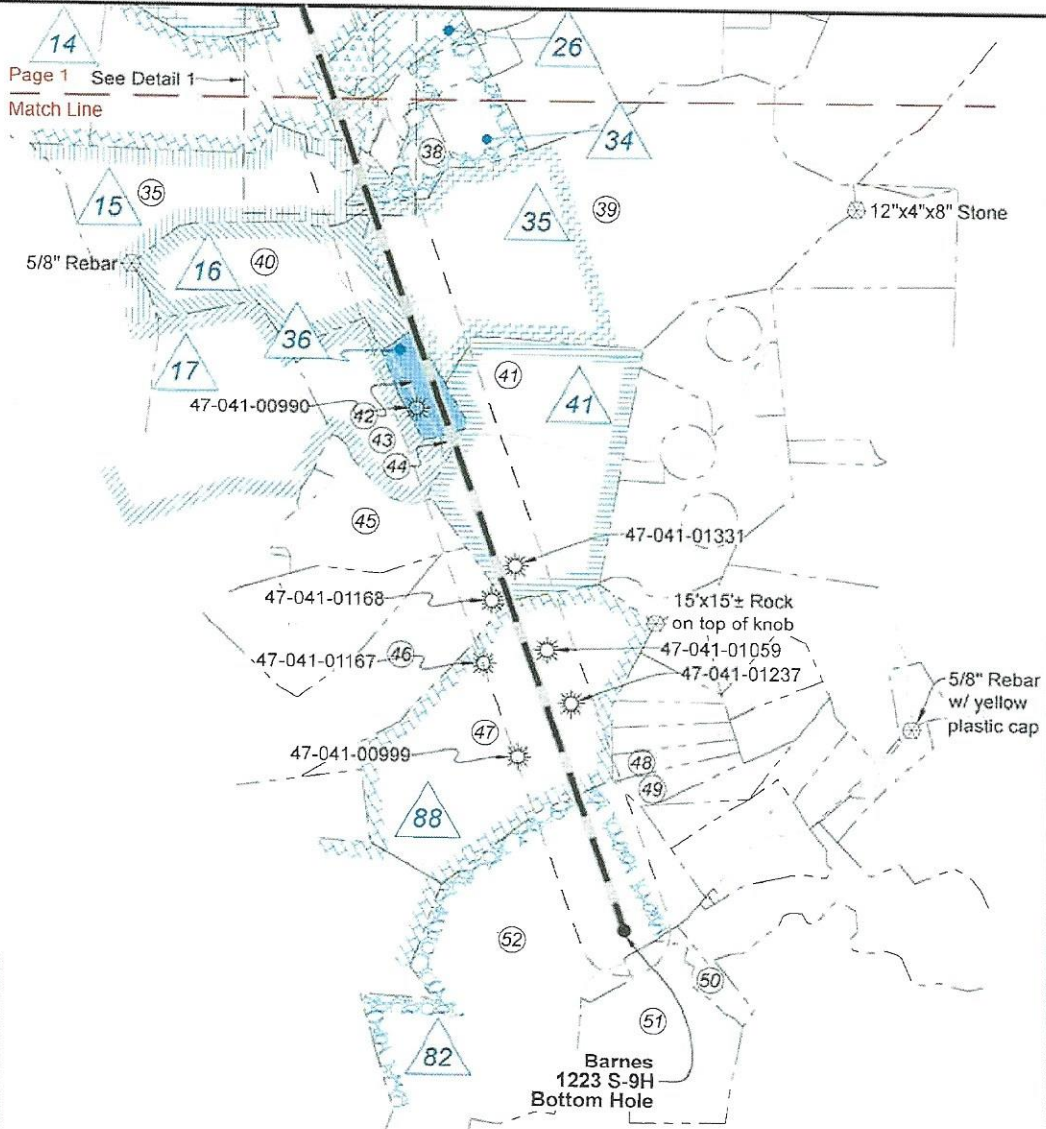 14
26
Page 1 See Detail 1
Match Line
34
38
15
35
35
39
12"x4"x8" Stone
5/8" Rebar
16
40
36
17
41
41
47-041-00990
42
43
44
45
47-041-01331
47-041-01168
15'x15'± Rock
on top of knob
47-041-01167
46
47-041-01059
47-041-01237
5/8" Rebar
w/ yellow
plastic cap
47
47-041-00999
48
49
88
52
50
51
82
Barnes
1223 S-9H
Bottom Hole